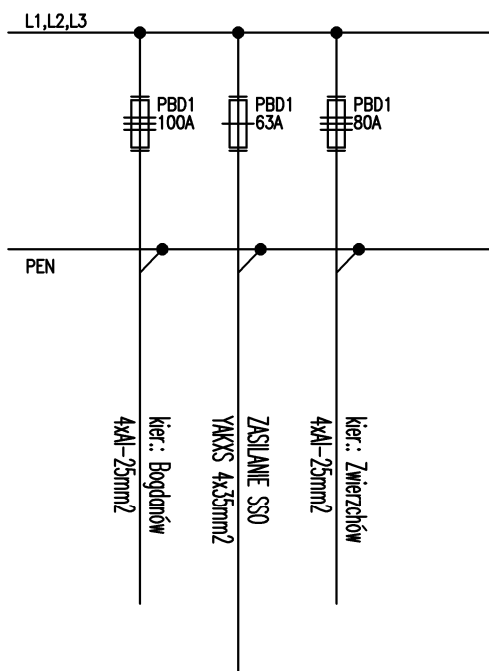 L1,L2,L3
PBD1
100A
PBD1
63A
PBD1
80A
PEN
kier.: Bogdanów
4xAl-25mm2
ZASILANIE SSO
YAKXS 4x35mm2
kier.: Zwierzchów
4xAl-25mm2